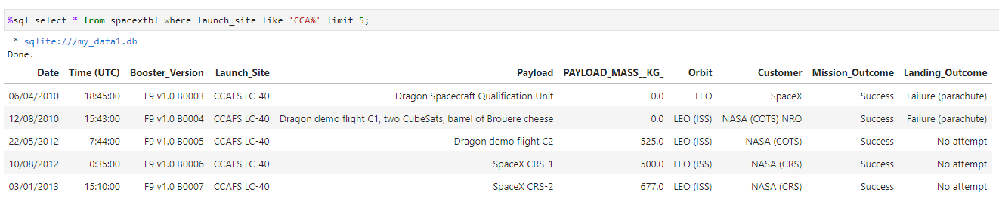 %sql select * from spacextbl where launch_site like 'CCA%' limit 5;
* sqlite:///my_data1.db
Done.
Date Time (UTC) Booster_Version Launch_Site Payload PAYLOAD_MASS__KG_ Orbit Customer Mission_Outcome Landing_Outcome
06/04/2010 18:45:00 F9 v1.0 B0003 CCAFS LC-40 Dragon Spacecraft Qualification Unit 0.0 LEO SpaceX Success Failure (parachute)
12/08/2010 15:43:00 F9 v1.0 B0004 CCAFS LC-40 Dragon demo flight C1, two CubeSats, barrel of Brouere cheese 0.0 LEO (ISS) NASA (COTS) NRO Success Failure (parachute)
22/05/2012 7:44:00 F9 v1.0 B0005 CCAFS LC-40 Dragon demo flight C2 525.0 LEO (ISS) NASA (COTS) Success No attempt
10/08/2012 0:35:00 F9 v1.0 B0006 CCAFS LC-40 SpaceX CRS-1 500.0 LEO (ISS) NASA (CRS) Success No attempt
03/01/2013 15:10:00 F9 v1.0 B0007 CCAFS LC-40 SpaceX CRS-2 677.0 LEO (ISS) NASA (CRS) Success No attempt